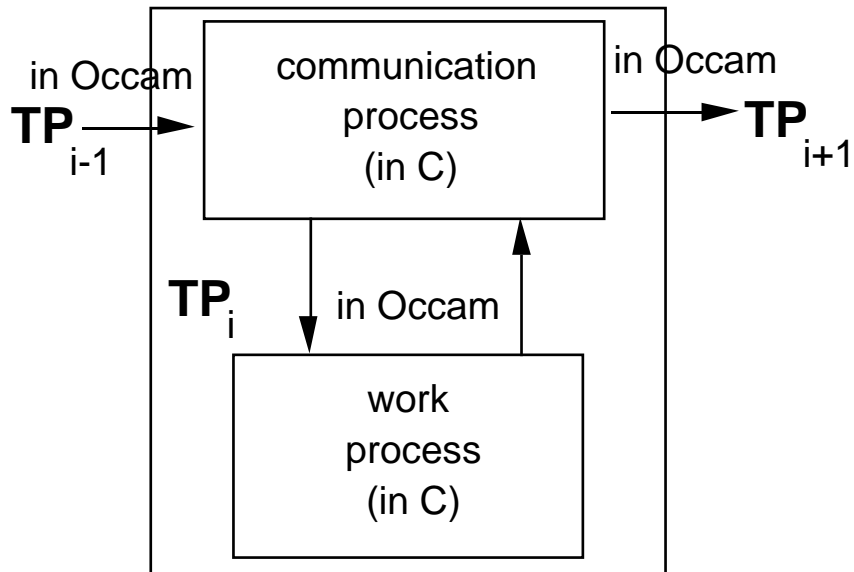 in Occam
TP i-1
communication
process
(in C)
in Occam
TP i+1
TP i
in Occam
work
process
(in C)